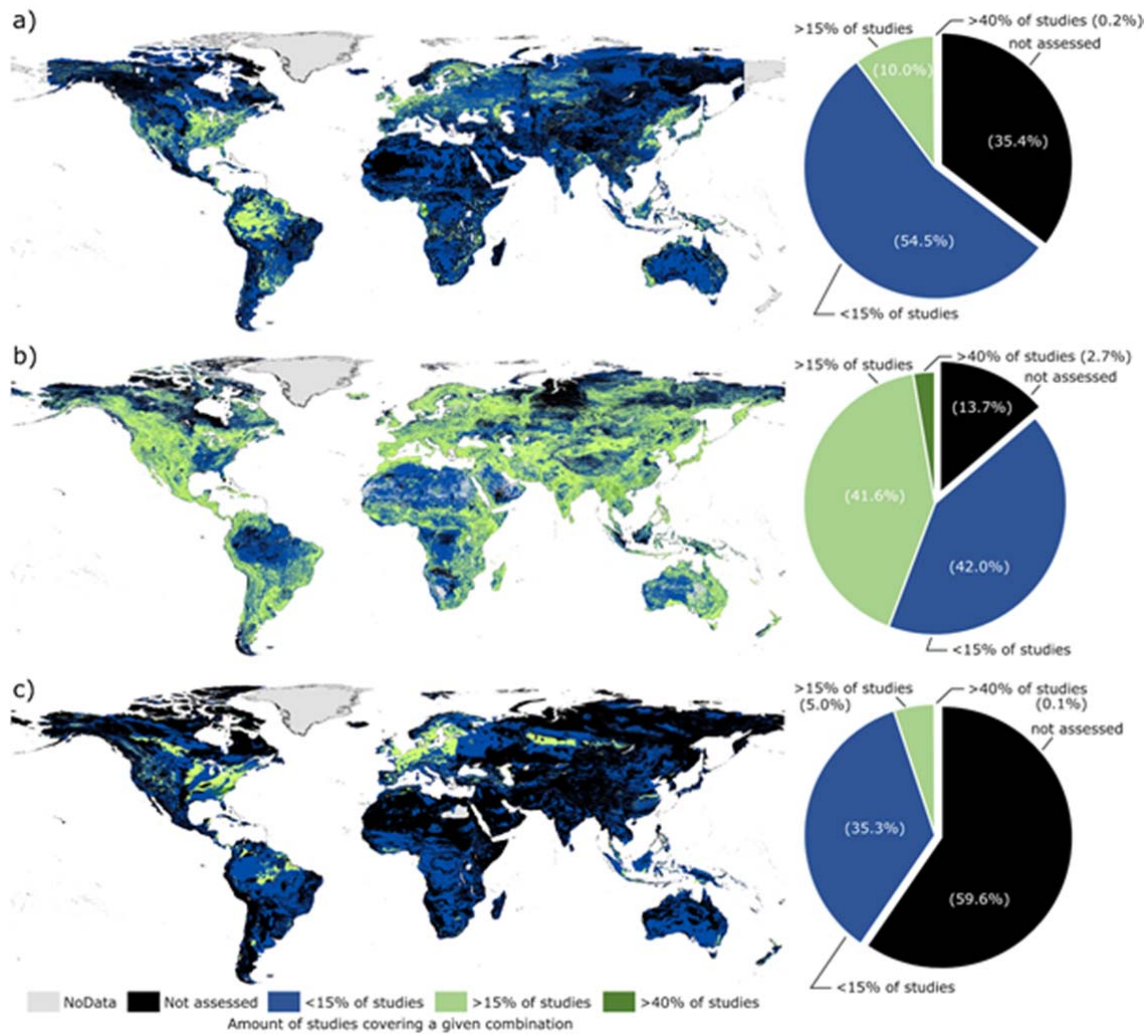 a)
>15% of studies
>40% of studies (0.2%)
not assessed
(10.0%)
(35.4%)
(54.5%)
<15% of studies
b)
>15% of studies
>40% of studies (2.7%)
not assessed
(13.7%)
(41.6%)
(42.0%)
<15% of studies
c)
>15% of studies
(5.0%)
>40% of studies
(0.1%)
not assessed
(35.3%)
(59.6%)
<15% of studies
NoData Not assessed <15% of studies >15% of studies >40% of studies
Amount of studies covering a given combination